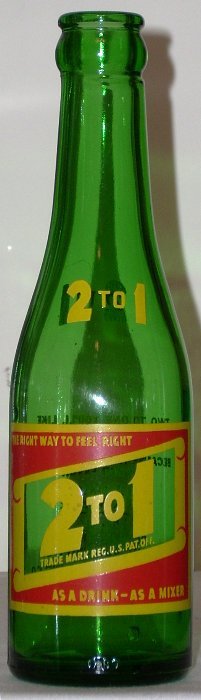 2 TO 1
THE RIGHT WAY TO FEEL RIGHT
2 TO 1
TRADE MARK REG. U.S. PAT. OFF.
AS A DRINK – AS A MIXER